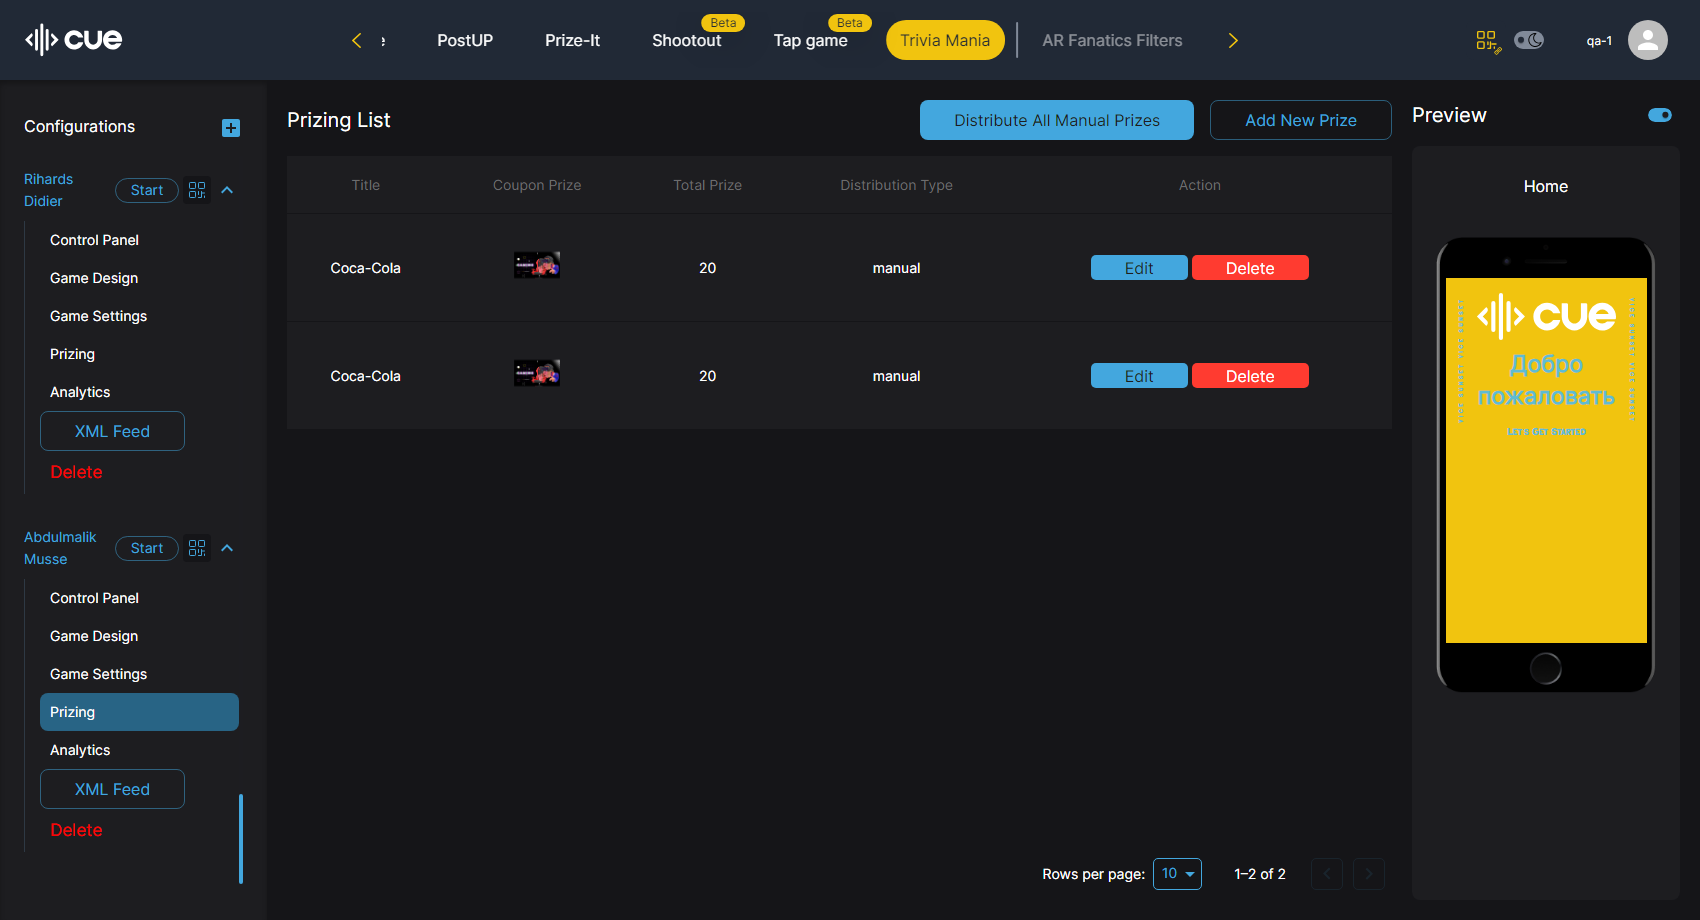 cue
PostUP
Prize-It
Shootout
Beta
Tap game
Beta
Trivia Mania
AR Fanatics Filters
qa-1
Configurations
Rihards
Didier
Start
Control Panel
Game Design
Game Settings
Prizing
Analytics
XML Feed
Delete
Abdulmalik
Musse
Start
Control Panel
Game Design
Game Settings
Prizing
Analytics
XML Feed
Delete
Prizing List
Distribute All Manual Prizes
Add New Prize
Title
Coupon Prize
Total Prize
Distribution Type
Action
Coca-Cola
20
manual
Edit
Delete
Coca-Cola
20
manual
Edit
Delete
Rows per page:
10
1–2 of 2
Preview
Home
cue
Добро
пожаловать
Let's Get Started